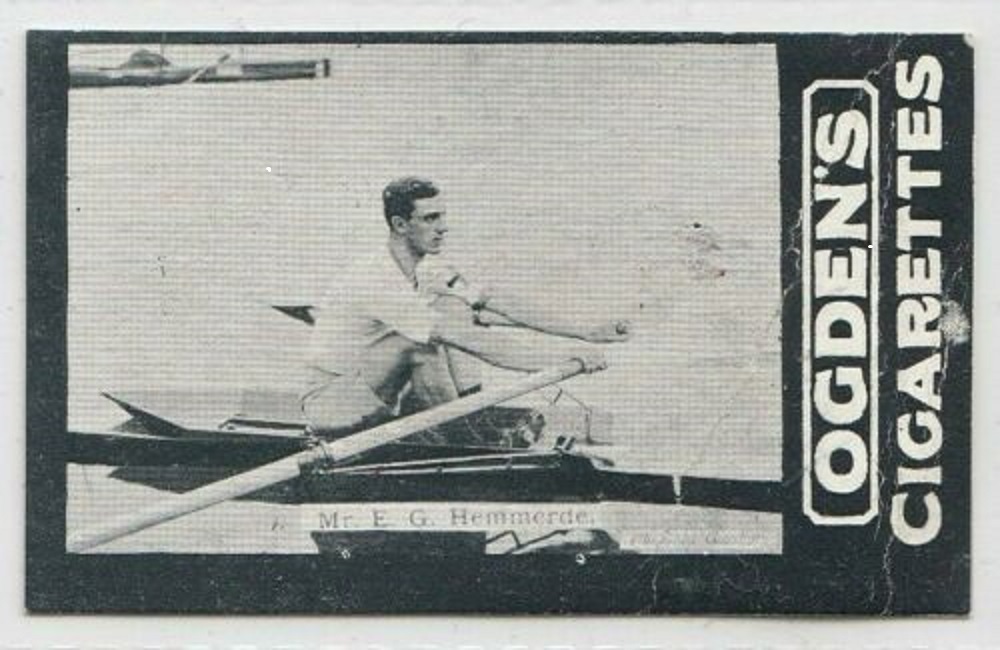 Mr. E. G. Hemmerde.
OGDEN'S
CIGARETTES